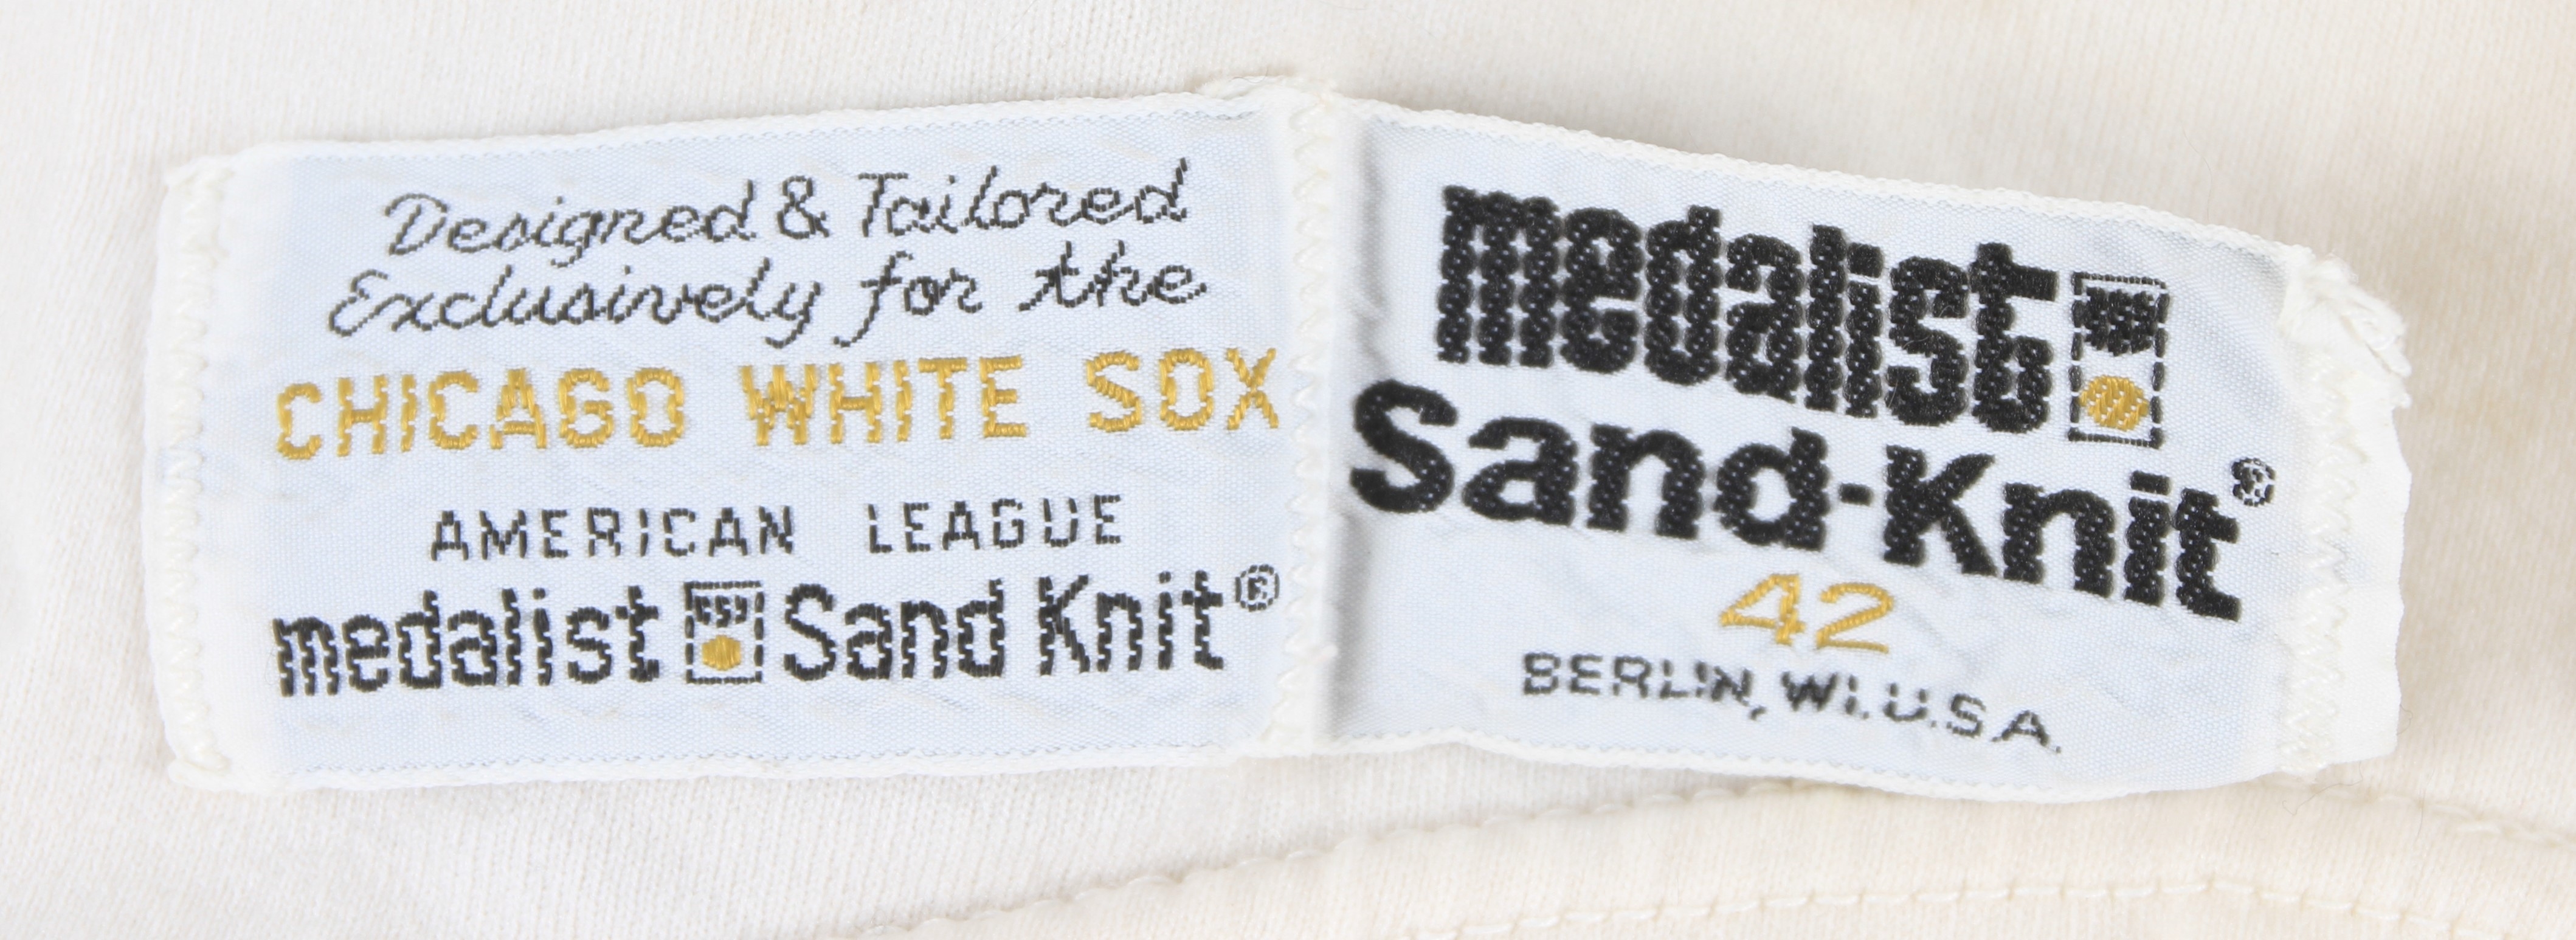 Designed & Tailored
Exclusively for the
CHICAGO WHITE SOX
AMERICAN LEAGUE
medalist Sand Knit®
medalist
Sand-Knit®
42
BERLIN, WI. U.S.A.